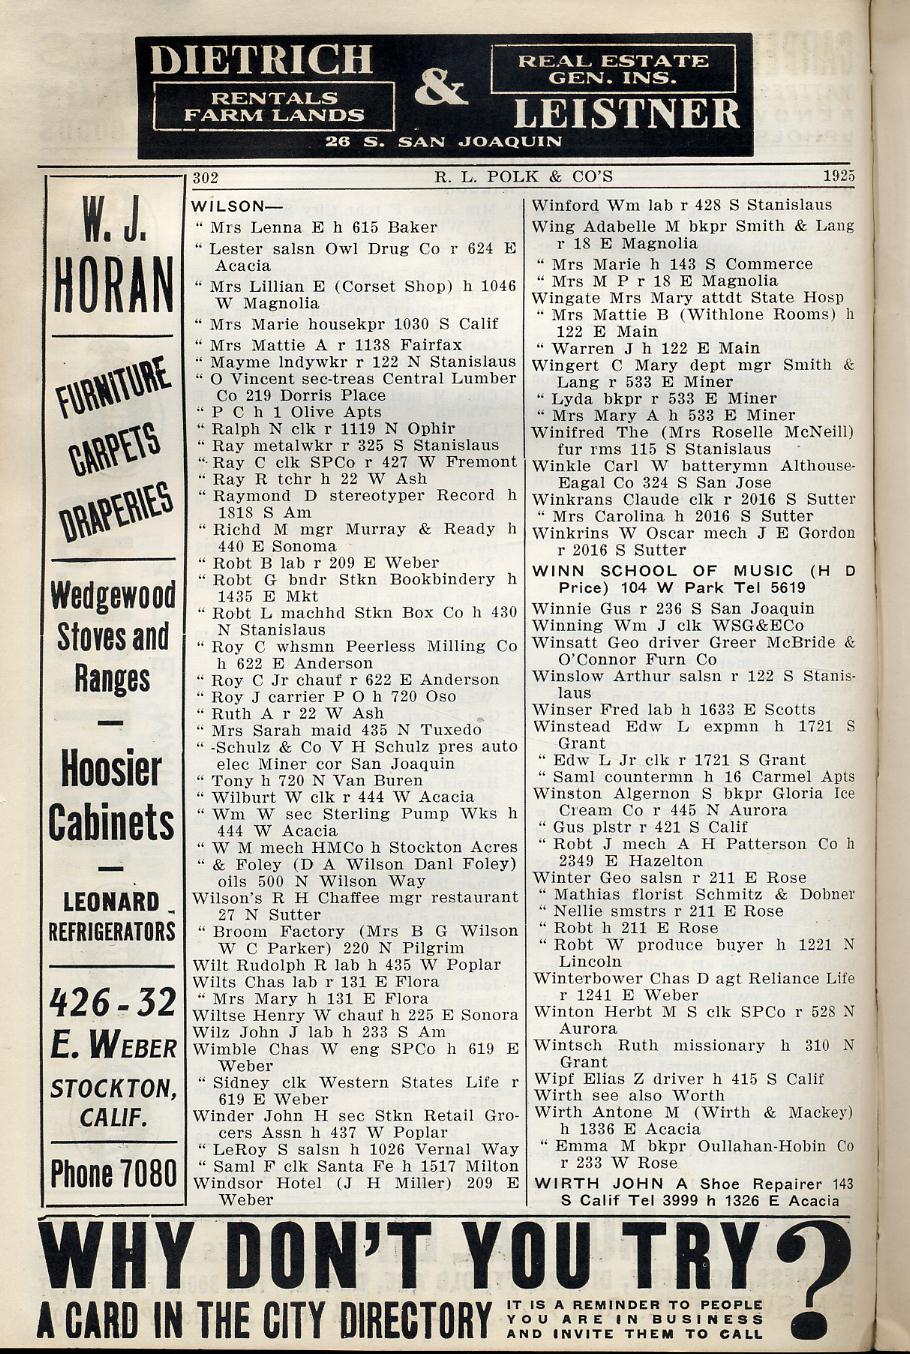 DIETRICH
RENTALS
FARM LANDS
&
REAL ESTATE
GEN. INS.
LEISTNER
26 S. SAN JOAQUIN
302 R. L. POLK & CO'S 1925
W. J.
HORAN
FURNITURE
CARPETS
DRAPERIES
Wedgewood
Stoves and
Ranges
—
Hoosier
Cabinets
—
LEONARD
REFRIGERATORS
426-32
E. WEBER
STOCKTON,
CALIF.
Phone 7080
WILSON—
“ Mrs Lenna E h 615 Baker
“ Lester salsn Owl Drug Co r 624 E
Acacia
“ Mrs Lillian E (Corset Shop) h 1046
W Magnolia
“ Mrs Marie housekpr 1030 S Calif
“ Mrs Mattie A r 1138 Fairfax
“ Mayme lndywkr r 122 N Stanislaus
“ O Vincent sec-treas Central Lumber
Co 219 Dorris Place
“ P C h 1 Olive Apts
“ Ralph N clk r 1119 N Ophir
“ Ray metalwkr r 325 S Stanislaus
“ Ray C clk SPCo r 427 W Fremont
“ Ray R tchr h 22 W Ash
“ Raymond D stereotyper Record h
1818 S Am
“ Richd M mgr Murray & Ready h
440 E Sonoma
“ Robt B lab r 209 E Weber
“ Robt G bndr Stkn Bookbindery h
1435 E Mkt
“ Robt L machhd Stkn Box Co h 430
N Stanislaus
“ Roy C whsmn Peerless Milling Co
h 622 E Anderson
“ Roy C Jr chauf r 622 E Anderson
“ Roy J carrier P O h 720 Oso
“ Ruth A r 22 W Ash
“ Mrs Sarah maid 435 N Tuxedo
“ -Schulz & Co V H Schulz pres auto
elec Miner cor San Joaquin
“ Tony h 720 N Van Buren
“ Wilburt W clk r 444 W Acacia
“ Wm W sec Sterling Pump Wks h
444 W Acacia
“ W M mech HMCo h Stockton Acres
“ & Foley (D A Wilson Danl Foley)
oils 500 N Wilson Way
Wilson's R H Chaffee mgr restaurant
27 N Sutter
“ Broom Factory (Mrs B G Wilson
W C Parker) 220 N Pilgrim
Wilt Rudolph R lab h 435 W Poplar
Wilts Chas lab r 131 E Flora
“ Mrs Mary h 131 E Flora
Wiltse Henry W chauf h 225 E Sonora
Wilz John J lab h 233 S Am
Wimble Chas W eng SPCo h 619 E
Weber
“ Sidney clk Western States Life r
619 E Weber
Winder John H sec Stkn Retail Gro-
cers Assn h 437 W Poplar
“ LeRoy S salsn h 1026 Vernal Way
“ Saml F clk Santa Fe h 1517 Milton
Windsor Hotel (J H Miller) 209 E
Weber
Winford Wm lab r 428 S Stanislaus
Wing Adabelle M bkpr Smith & Lang
r 18 E Magnolia
“ Mrs Marie h 143 S Commerce
“ Mrs M P r 18 E Magnolia
Wingate Mrs Mary attdt State Hosp
“ Mrs Mattie B (Withlone Rooms) h
122 E Main
“ Warren J h 122 E Main
Wingert C Mary dept mgr Smith &
Lang r 533 E Miner
“ Lyda bkpr r 533 E Miner
“ Mrs Mary A h 533 E Miner
Winifred The (Mrs Roselle McNeill)
fur rms 115 S Stanislaus
Winkle Carl W batterymn Althouse-
Eagal Co 324 S San Jose
Winkrans Claude clk r 2016 S Sutter
“ Mrs Carolina h 2016 S Sutter
Winkrins W Oscar mech J E Gordon
r 2016 S Sutter
WINN SCHOOL OF MUSIC (H D
Price) 104 W Park Tel 5619
Winnie Gus r 236 S San Joaquin
Winning Wm J clk WSG&ECo
Winsatt Geo driver Greer McBride &
O'Connor Furn Co
Winslow Arthur salsn r 122 S Stanis-
laus
Winser Fred lab h 1633 E Scotts
Winstead Edw L expmn h 1721 S
Grant
“ Edw L Jr clk r 1721 S Grant
“ Saml countermn h 16 Carmel Apts
Winston Algernon S bkpr Gloria Ice
Cream Co r 445 N Aurora
“ Gus plstr r 421 S Calif
“ Robt J mech A H Patterson Co h
2349 E Hazelton
Winter Geo salsn r 211 E Rose
“ Mathias florist Schmitz & Dobner
“ Nellie smstrs r 211 E Rose
“ Robt h 211 E Rose
“ Robt W produce buyer h 1221 N
Lincoln
Winterbower Chas D agt Reliance Life
r 1241 E Weber
Winton Herbt M S clk SPCo r 528 N
Aurora
Wintsch Ruth missionary h 310 N
Grant
Wipf Elias Z driver h 415 S Calif
Wirth see also Worth
Wirth Antone M (Wirth & Mackey)
h 1336 E Acacia
“ Emma M bkpr Oullahan-Hobin Co
r 233 W Rose
WIRTH JOHN A Shoe Repairer 143
S Calif Tel 3999 h 1326 E Acacia
WHY DON'T YOU TRY ?
A CARD IN THE CITY DIRECTORY
IT IS A REMINDER TO PEOPLE
YOU ARE IN BUSINESS
AND INVITE THEM TO CALL